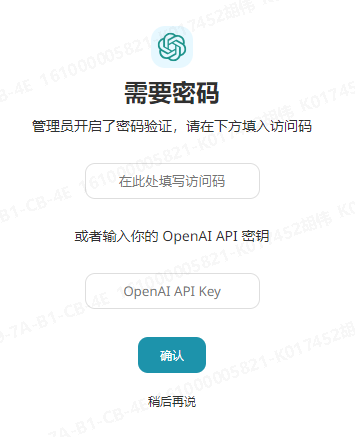 需要密码
管理员开启了密码验证，请在下方填入访问码
在此处填写访问码
或者输入你的 OpenAI API 密钥
OpenAI API Key
确认
稍后再说